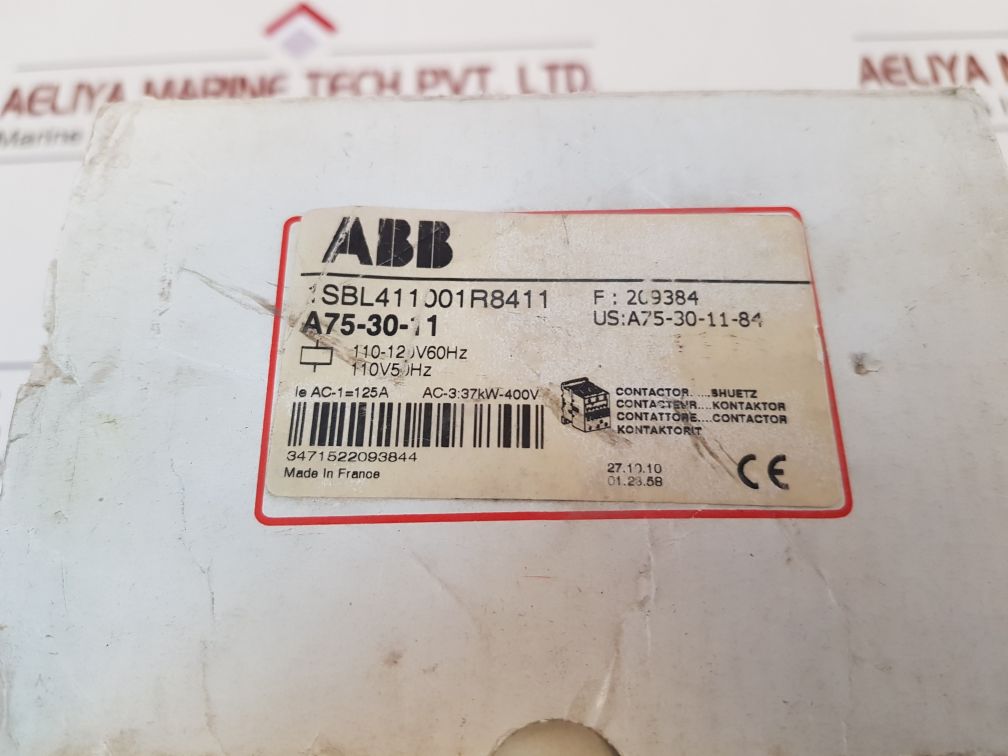 AELIYA MARINE TECH PVT. LTD.
AELIYA MA
Marine
ABB
1SBL411001R8411
F : 209384
A75-30-11
US:A75-30-11-84
110-120V60Hz
110V50Hz
Ie AC-1=125A AC-3:37kW-400V
CONTACTOR.....SHUETZ
CONTACTEUR....KONTAKTOR
CONTATTORE....CONTACTOR
KONTAKTORIT
3471522093844
Made In France
27.10.10
01.23.58
CE